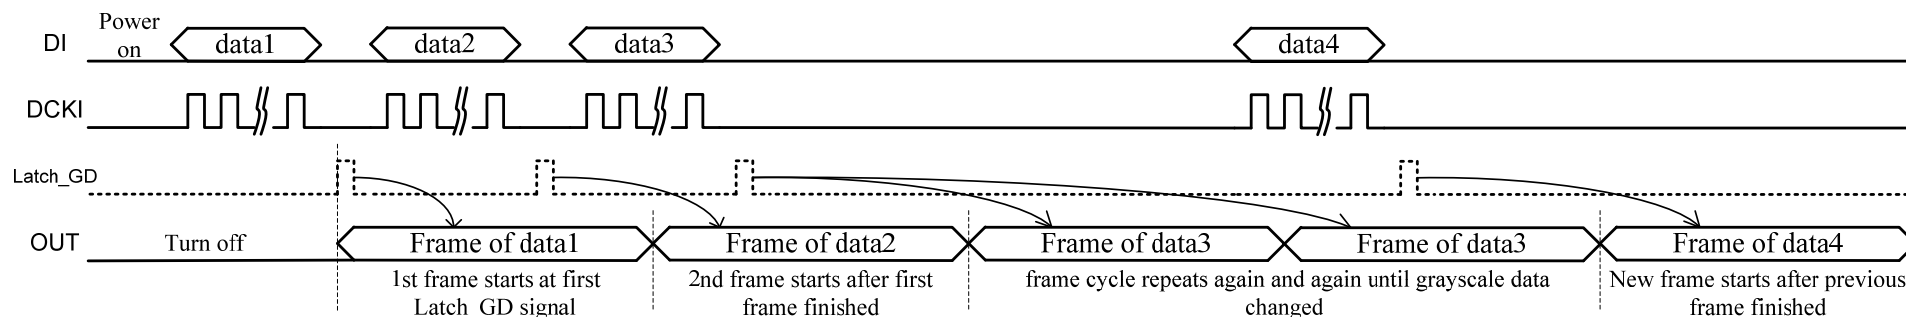 Power
on
DI
data1
data2
data3
data4
DCKI
Latch_GD
OUT
Turn off
Frame of data1
Frame of data2
Frame of data3
Frame of data3
Frame of data4
1st frame starts at first
Latch_GD signal
2nd frame starts after first
frame finished
frame cycle repeats again and again until grayscale data
changed
New frame starts after previous
frame finished